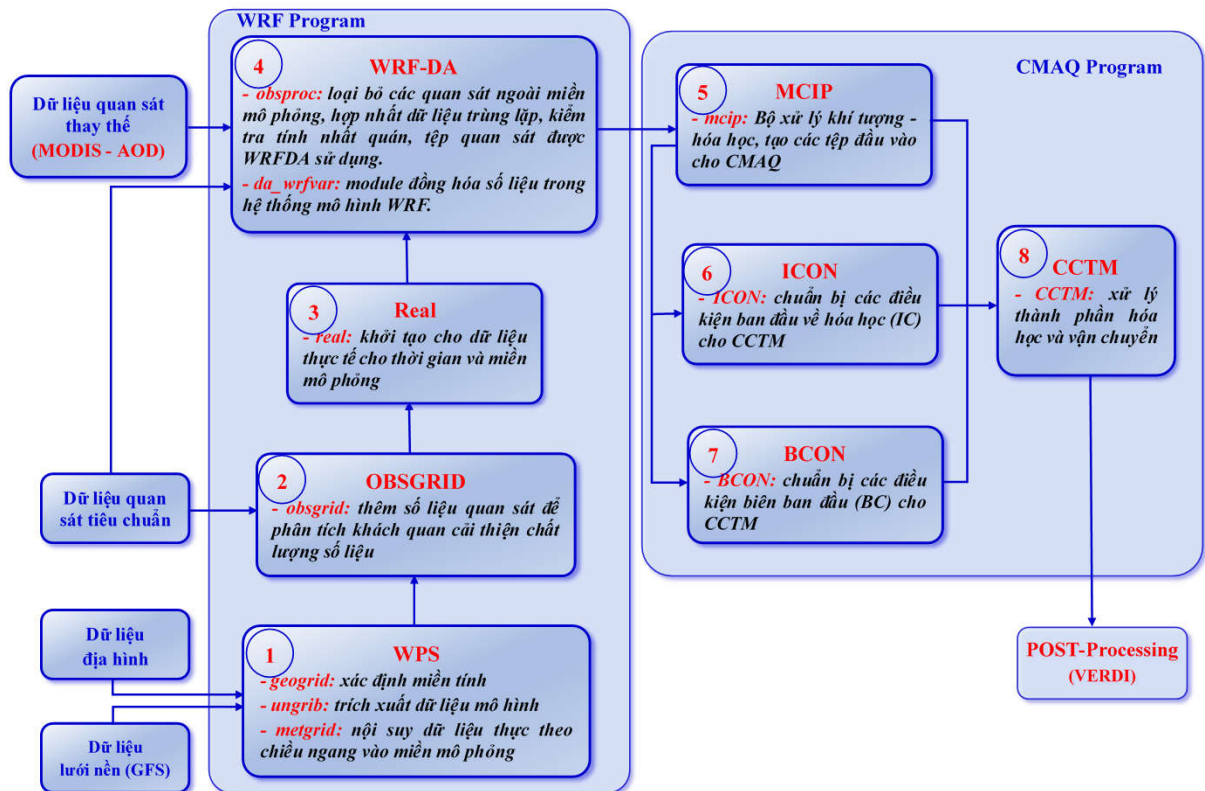 WRF Program
4
WRF-DA
- obsproc: loại bỏ các quan sát ngoài miền
mô phỏng, hợp nhất dữ liệu trùng lặp, kiểm
tra tính nhất quán, tệp quan sát được
WRFDA sử dụng.
- da_wrfvar: module đồng hóa số liệu trong
hệ thống mô hình WRF.
Dữ liệu quan sát
thay thế
(MODIS - AOD)
3
Real
- real: khởi tạo cho dữ liệu
thực tế cho thời gian và miền
mô phỏng
2
OBSGRID
- obsgrid: thêm số liệu quan sát để
phân tích khách quan cải thiện chất
lượng số liệu
Dữ liệu quan
sát tiêu chuẩn
1
WPS
- geogrid: xác định miền tính
- ungrib: trích xuất dữ liệu mô hình
- metgrid: nội suy dữ liệu thực theo
chiều ngang vào miền mô phỏng
Dữ liệu
địa hình
Dữ liệu
lưới nền (GFS)
CMAQ Program
5
MCIP
- mcip: Bộ xử lý khí tượng -
hóa học, tạo các tệp đầu vào
cho CMAQ
6
ICON
- ICON: chuẩn bị các điều
kiện ban đầu về hóa học (IC)
cho CCTM
7
BCON
- BCON: chuẩn bị các điều
kiện biên ban đầu (BC) cho
CCTM
8
CCTM
- CCTM: xử lý
thành phần hóa
học và vận chuyển
POST-Processing
(VERDI)